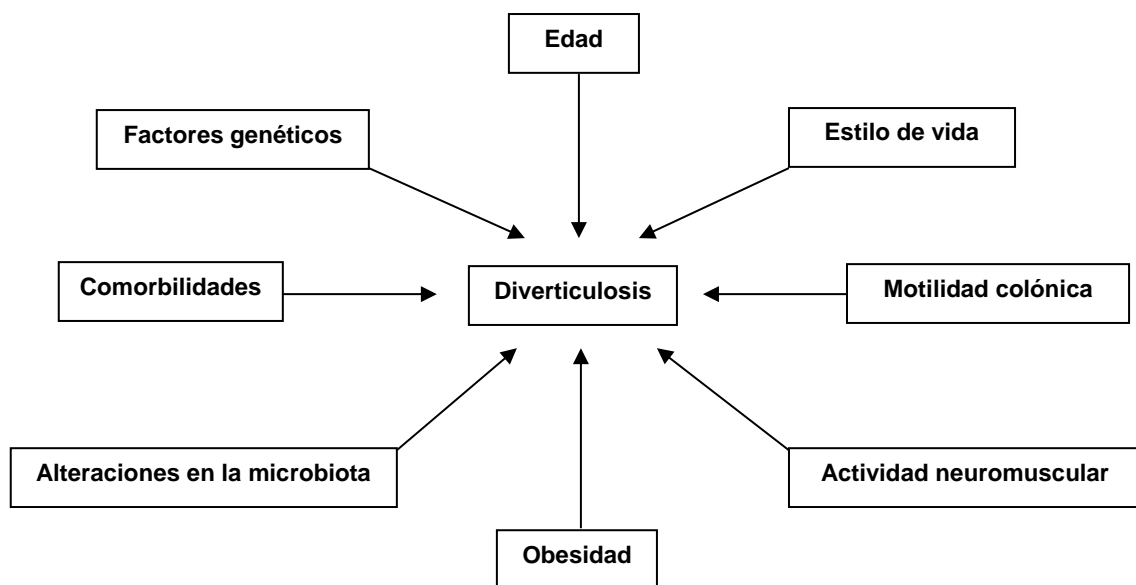 Edad
Factores genéticos
Estilo de vida
Comorbilidades
Diverticulosis
Motilidad colónica
Alteraciones en la microbiota
Actividad neuromuscular
Obesidad